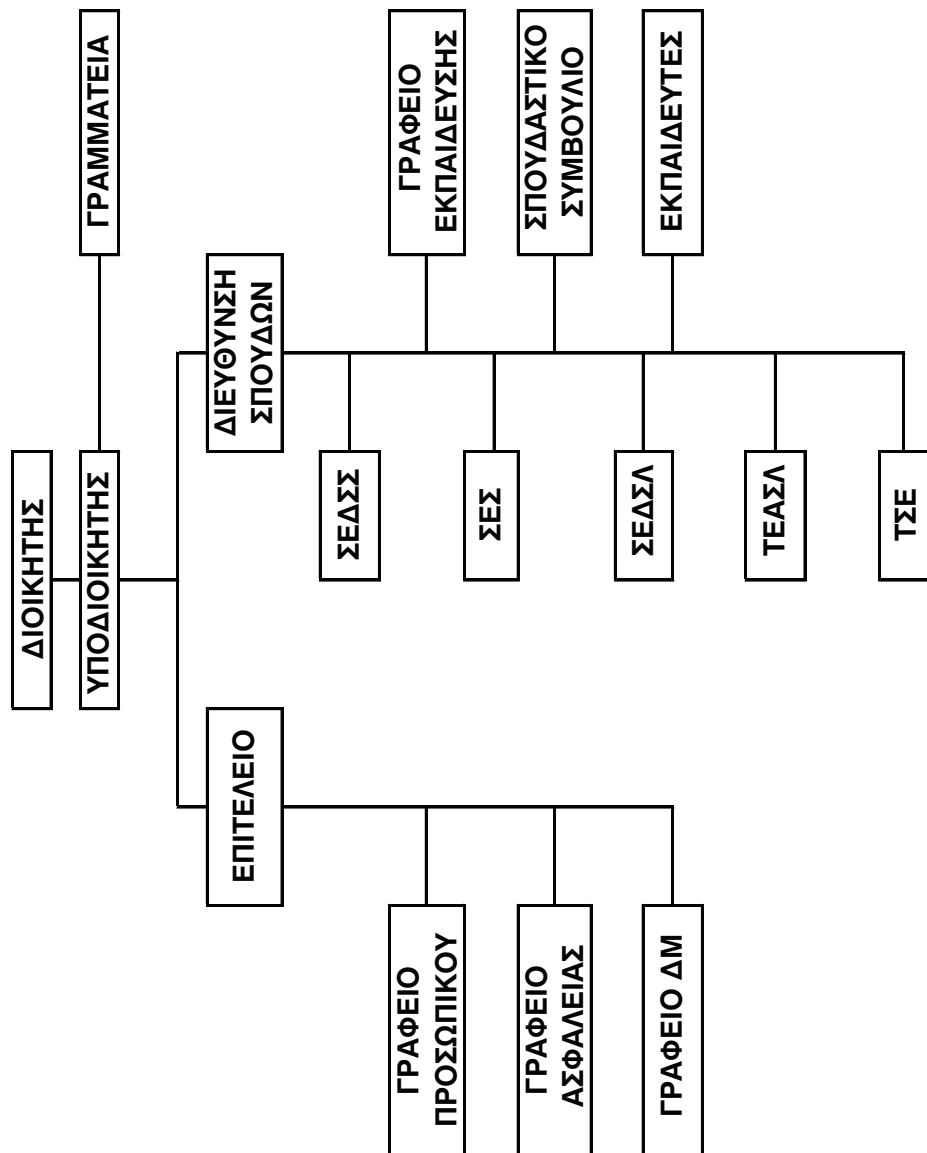 ΔΙΟΙΚΗΤΗΣ
ΥΠΟΔΙΟΙΚΗΤΗΣ
ΓΡΑΜΜΑΤΕΙΑ
ΕΠΙΤΕΛΕΙΟ
ΔΙΕΥΘΥΝΣΗ
ΣΠΟΥΔΩΝ
ΓΡΑΦΕΙΟ
ΠΡΟΣΩΠΙΚΟΥ
ΓΡΑΦΕΙΟ
ΑΣΦΑΛΕΙΑΣ
ΓΡΑΦΕΙΟ ΔΜ
ΣΕΔΣΣ
ΣΕΣ
ΣΕΔΣΛ
ΤΕΑΣΛ
ΤΣΕ
ΓΡΑΦΕΙΟ
ΕΚΠΑΙΔΕΥΣΗΣ
ΣΠΟΥΔΑΣΤΙΚΟ
ΣΥΜΒΟΥΛΙΟ
ΕΚΠΑΙΔΕΥΤΕΣ